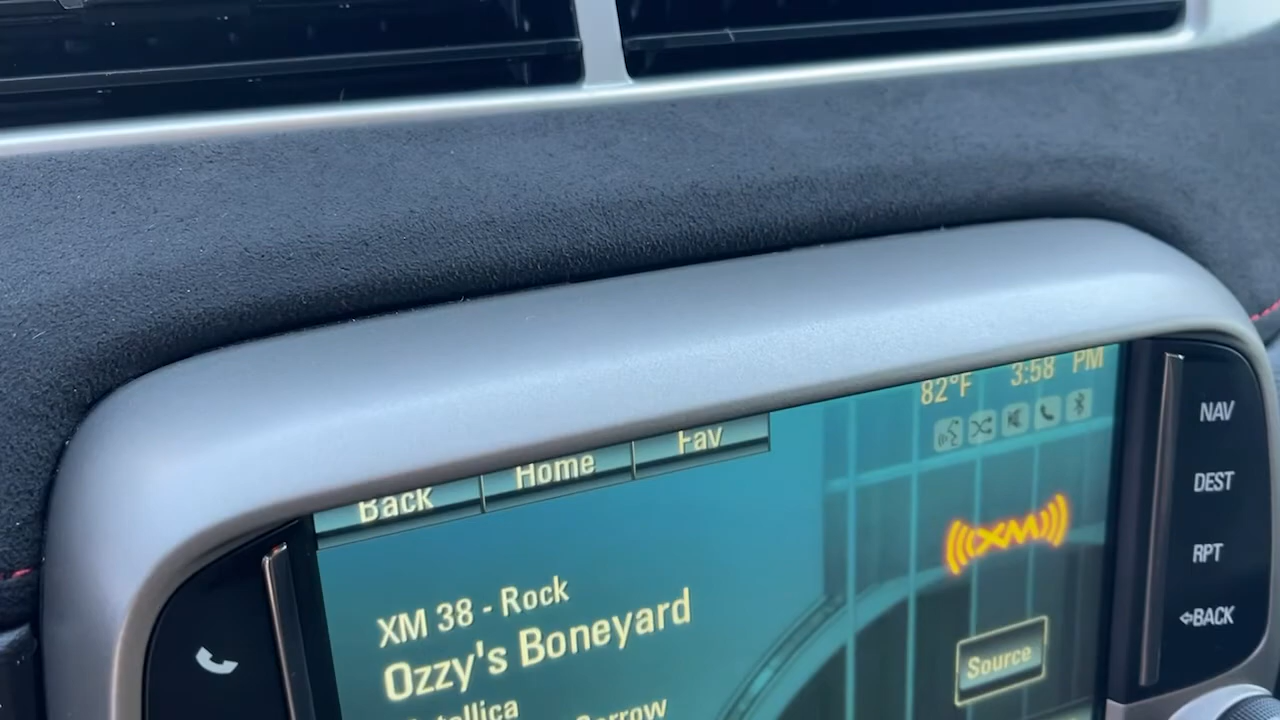 82°F 3:58 PM
Back Home Fav
XM
XM 38 - Rock
Ozzy's Boneyard
Source
NAV
DEST
RPT
BACK